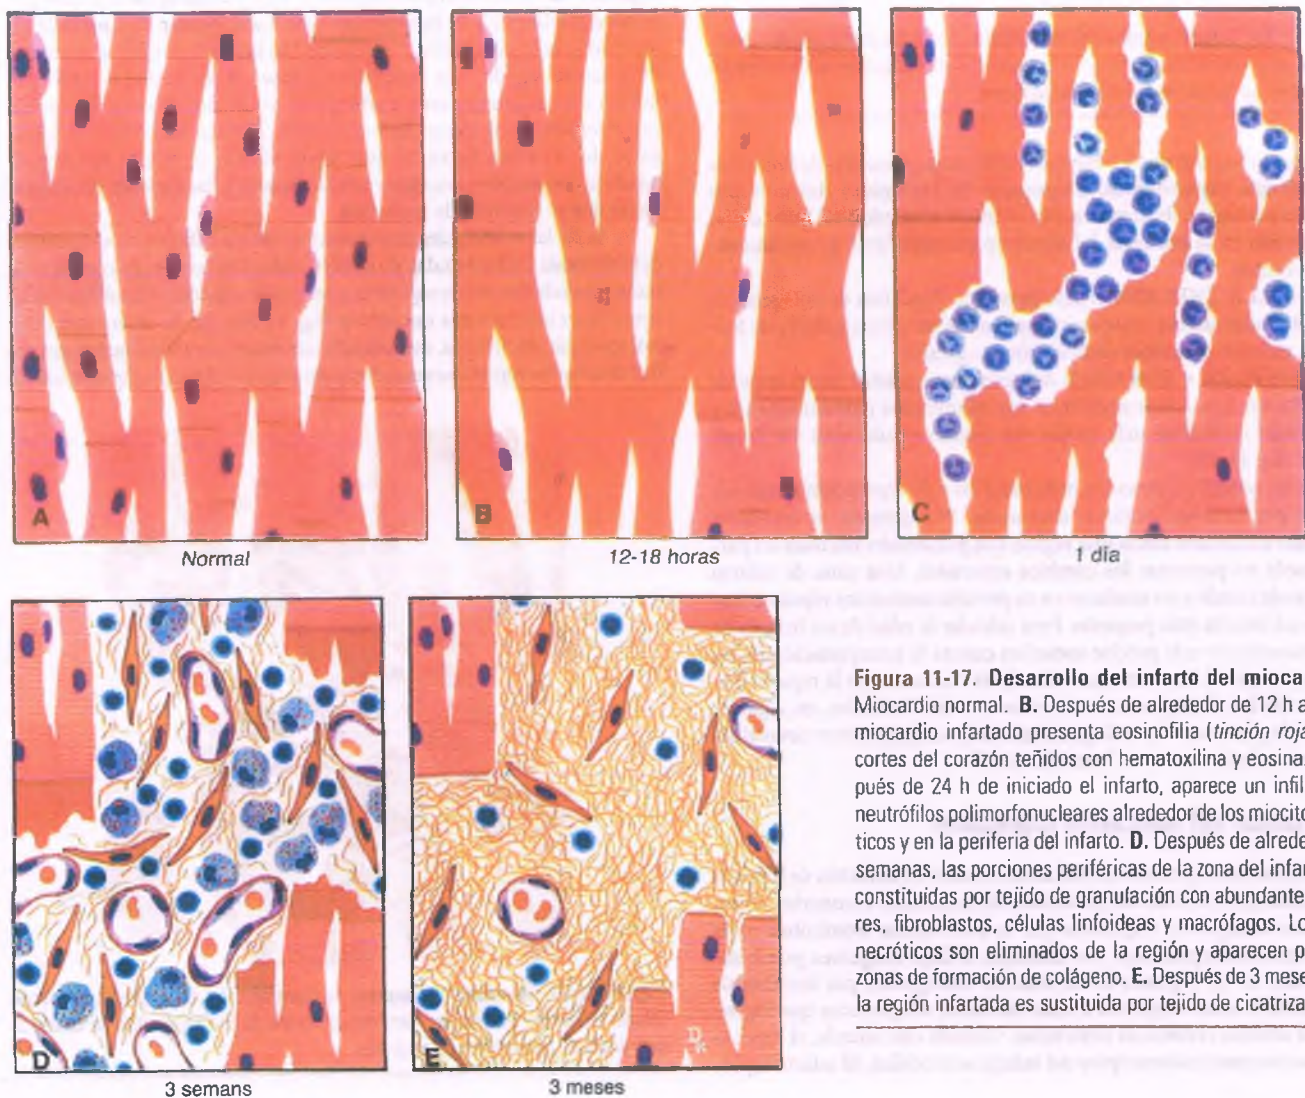 A
Normal
B
12-18 horas
C
1 día
D
3 semans
E
3 meses
Figura 11-17. Desarrollo del infarto del mioca
Miocardio normal. B. Después de alrededor de 12 h a
miocardio infartado presenta eosinofilia (tinción roja
cortes del corazón teñidos con hematoxilina y eosina.
pués de 24 h de iniciado el infarto, aparece un infil
neutrófilos polimorfonucleares alrededor de los miocito
ticos y en la periferia del infarto. D. Después de alrede
semanas, las porciones periféricas de la zona del infar
constituidas por tejido de granulación con abundante
res, fibroblastos, células linfoideas y macrófagos. Lo
necróticos son eliminados de la región y aparecen p
zonas de formación de colágeno. E. Después de 3 mese
la región infartada es sustituida por tejido de cicatriza